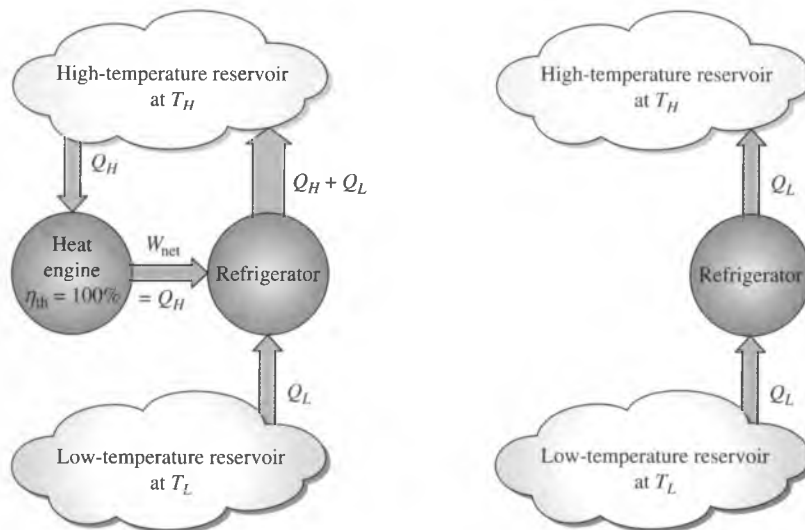 High-temperature reservoir
at T_H
Q_H
Q_H + Q_L
Heat
engine
η_th = 100%
W_net
= Q_H
Refrigerator
Q_L
Low-temperature reservoir
at T_L
High-temperature reservoir
at T_H
Q_L
Refrigerator
Q_L
Low-temperature reservoir
at T_L